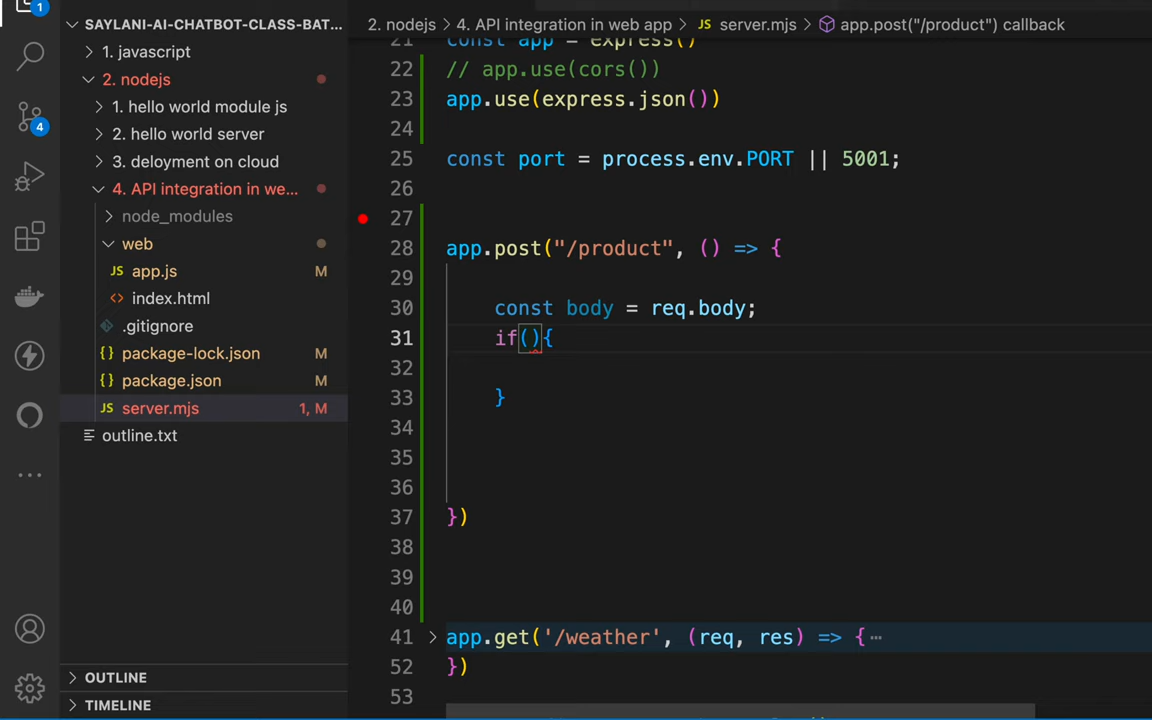 1
SAYLANI-AI-CHATBOT-CLASS-BAT...
1. javascript
2. nodejs
1. hello world module js
2. hello world server
3. deloyment on cloud
4. API integration in we...
node_modules
web
JS app.js M
<> index.html
.gitignore
{} package-lock.json M
{} package.json M
JS server.mjs 1, M
outline.txt
OUTLINE
TIMELINE
4
2. nodejs > 4. API integration in web app > JS server.mjs > app.post("/product") callback
21 const app = express()
22 // app.use(cors())
23 app.use(express.json())
24
25 const port = process.env.PORT || 5001;
26
27
28 app.post("/product", () => {
29
30 const body = req.body;
31 if(){
32
33 }
34
35
36
37 })
38
39
40
41 app.get('/weather', (req, res) => {⋯
52 })
53